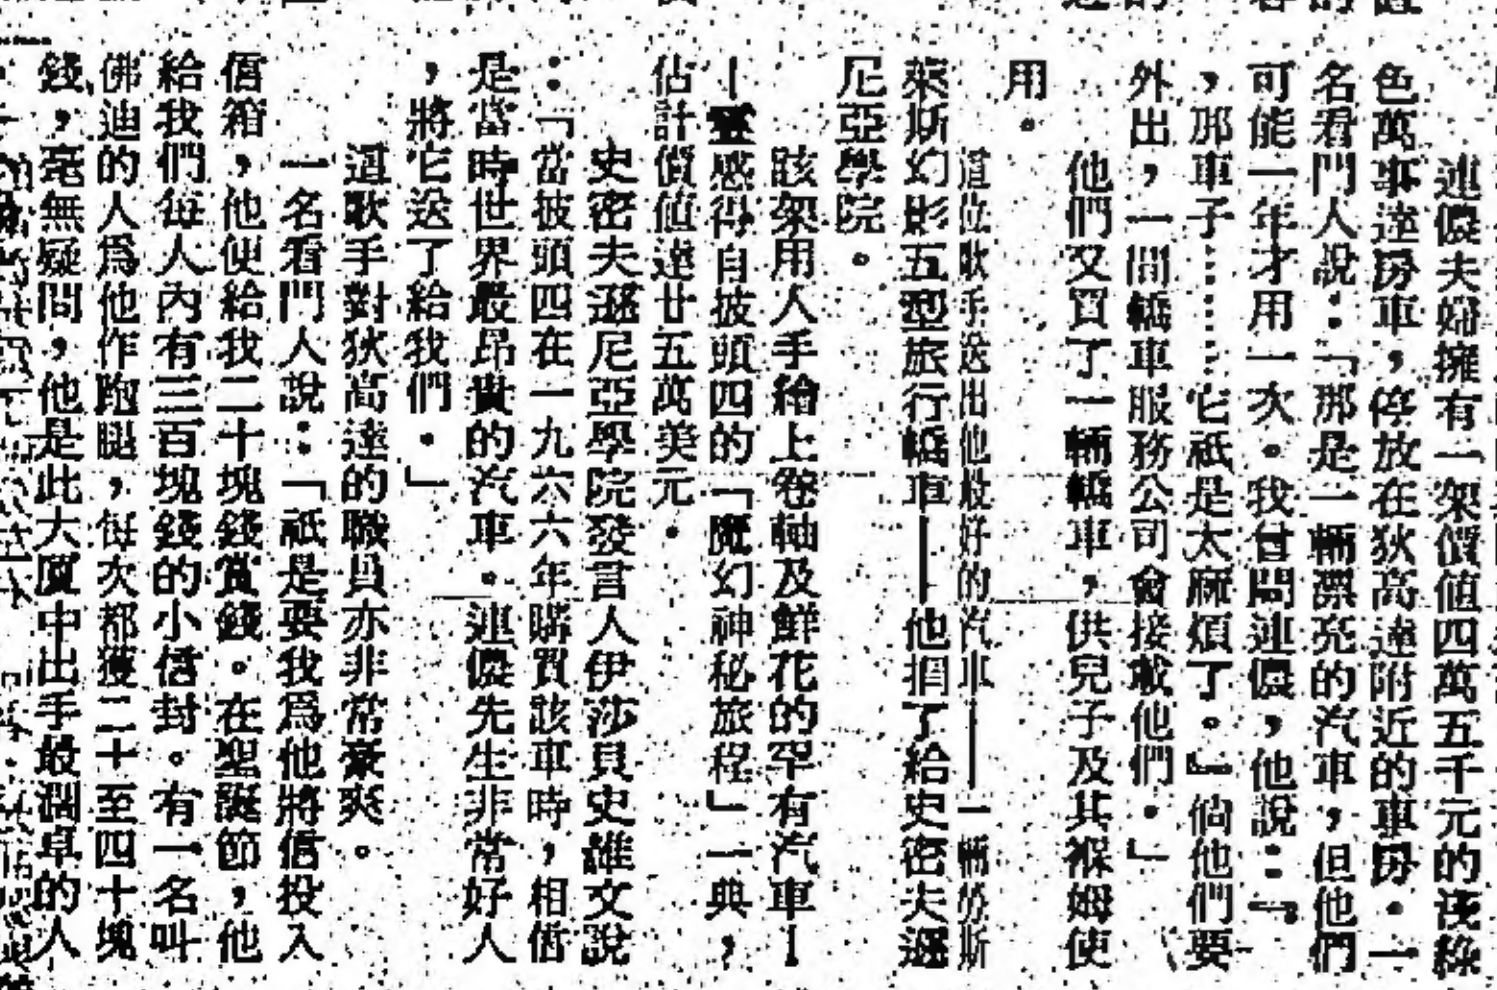 連儂夫婦擁有一架價值四萬五千元的淺綠
色萬事達房車，停放在狄高達附近的車房．一
名看門人說：「那是一輛漂亮的汽車，但他們
可能一年才用一次。我曾問連儂，他說：『
，那車子……它祇是太麻煩了。』倘他們要
外出，一間轎車服務公司會接載他們．」
他們又買了一輛轎車，供兒子及其褓姆使
用。
這位歌手送出他最好的汽車——一輛勞斯
萊斯幻影五型旅行轎車——他捐了給史密夫遜
尼亞學院。
該架用人手繪上卷軸及鮮花的罕有汽車—
—靈感得自披頭四的「魔幻神秘旅程」一典，
估計價值達廿五萬美元．
史密夫遜尼亞學院發言人伊莎貝史維文說
：「當披頭四在一九六六年購買該車時，相信
是當時世界最昂貴的汽車。連儂先生非常好人
，將它送了給我們．」
這歌手對狄高達的職員亦非常豪爽。
一名看門人說：「祇是要我為他將信投入
信箱，他便給我二十塊錢賞錢。在聖誕節，他
給我們每人內有三百塊錢的小信封。有一名叫
佛迪的人為他作跑腿，每次都獲二十至四十塊
錢，毫無疑問，他是此大廈中出手最濶卓的人